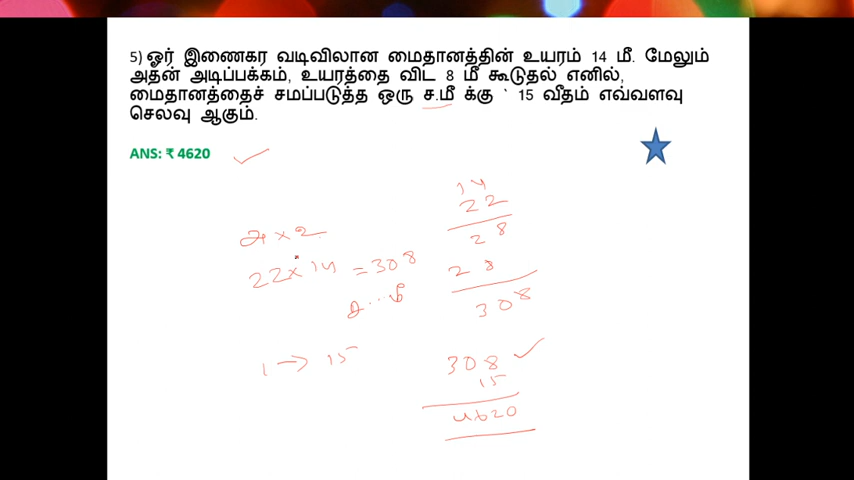 5) ஓர் இணைகர வடிவிலான மைதானத்தின் உயரம் 14 மீ. மேலும்
அதன் அடிப்பக்கம், உயரத்தை விட 8 மீ கூடுதல் எனில்,
மைதானத்தைச் சமப்படுத்த ஒரு ச.மீ க்கு ` 15 வீதம் எவ்வளவு
செலவு ஆகும்.
ANS: ₹ 4620
அ × உ
22 × 14 = 308
ச.மீ
1 → 15
14
22
28
28
308
308
15
4620